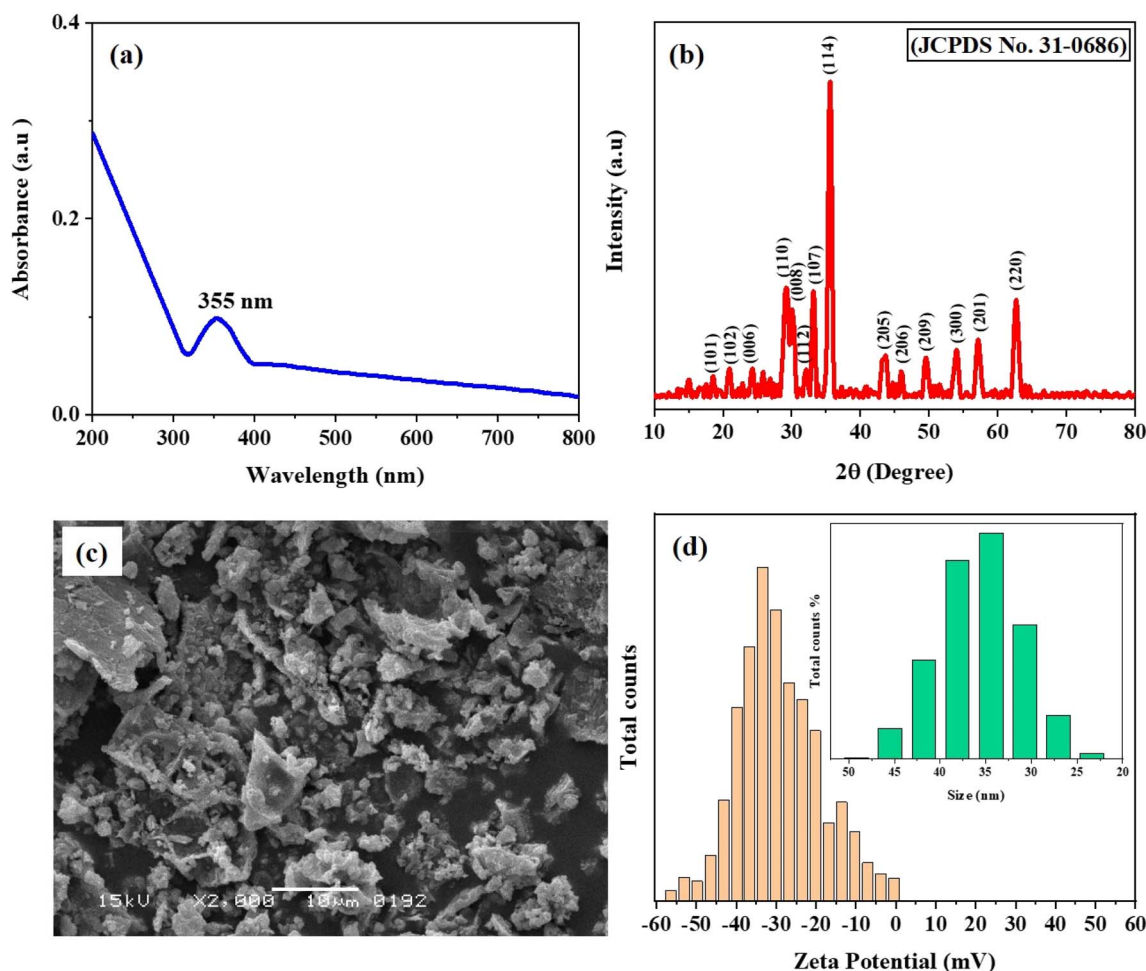 (a)
0.4
0.2
0.0
Absorbance (a.u)
355 nm
200 300 400 500 600 700 800
Wavelength (nm)
(b)
(JCPDS No. 31-0686)
Intensity (a.u)
(101)
(102)
(006)
(110)
(008)
(112)
(107)
(114)
(205)
(206)
(209)
(300)
(201)
(220)
10 20 30 40 50 60 70 80
2θ (Degree)
(c)
15kV X2,000 10μm 0192
(d)
Total counts
Total counts %
50 45 40 35 30 25 20
Size (nm)
-60 -50 -40 -30 -20 -10 0 10 20 30 40 50 60
Zeta Potential (mV)